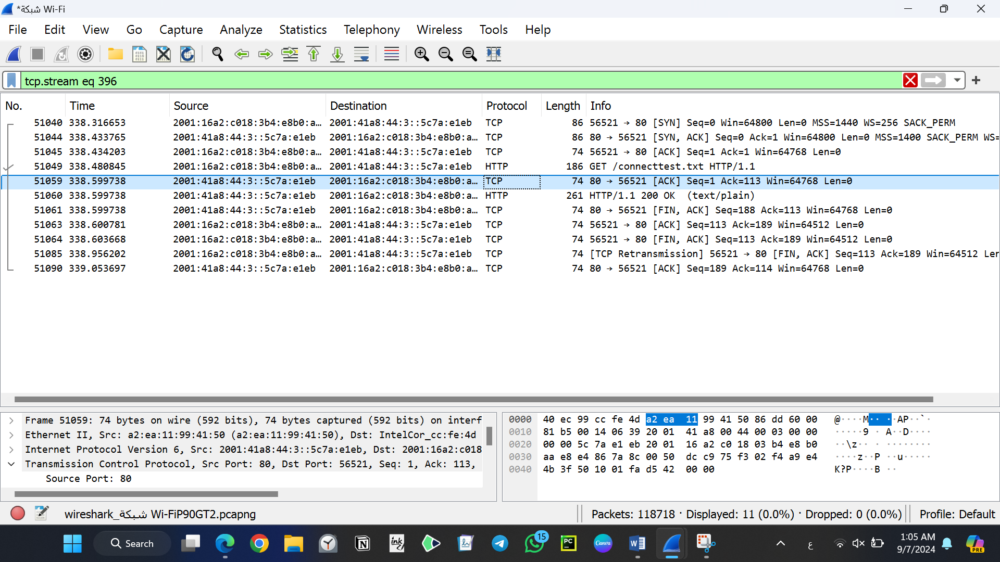 *شبكة Wi-Fi
File Edit View Go Capture Analyze Statistics Telephony Wireless Tools Help
tcp.stream eq 396
No. Time Source Destination Protocol Length Info
51040 338.316653 2001:16a2:c018:3b4:e8b0:a… 2001:41a8:44:3::5c7a:e1eb TCP 86 56521 → 80 [SYN] Seq=0 Win=64800 Len=0 MSS=1440 WS=256 SACK_PERM
51044 338.433765 2001:41a8:44:3::5c7a:e1eb 2001:16a2:c018:3b4:e8b0:a… TCP 86 80 → 56521 [SYN, ACK] Seq=0 Ack=1 Win=64800 Len=0 MSS=1400 SACK_PERM WS=
51045 338.434203 2001:16a2:c018:3b4:e8b0:a… 2001:41a8:44:3::5c7a:e1eb TCP 74 56521 → 80 [ACK] Seq=1 Ack=1 Win=64768 Len=0
51049 338.480845 2001:16a2:c018:3b4:e8b0:a… 2001:41a8:44:3::5c7a:e1eb HTTP 186 GET /connecttest.txt HTTP/1.1
51059 338.599738 2001:41a8:44:3::5c7a:e1eb 2001:16a2:c018:3b4:e8b0:a… TCP 74 80 → 56521 [ACK] Seq=1 Ack=113 Win=64768 Len=0
51060 338.599738 2001:41a8:44:3::5c7a:e1eb 2001:16a2:c018:3b4:e8b0:a… HTTP 261 HTTP/1.1 200 OK (text/plain)
51061 338.599738 2001:41a8:44:3::5c7a:e1eb 2001:16a2:c018:3b4:e8b0:a… TCP 74 80 → 56521 [FIN, ACK] Seq=188 Ack=113 Win=64768 Len=0
51063 338.600781 2001:16a2:c018:3b4:e8b0:a… 2001:41a8:44:3::5c7a:e1eb TCP 74 56521 → 80 [ACK] Seq=113 Ack=189 Win=64512 Len=0
51064 338.603668 2001:16a2:c018:3b4:e8b0:a… 2001:41a8:44:3::5c7a:e1eb TCP 74 56521 → 80 [FIN, ACK] Seq=113 Ack=189 Win=64512 Len=0
51085 338.956202 2001:16a2:c018:3b4:e8b0:a… 2001:41a8:44:3::5c7a:e1eb TCP 74 [TCP Retransmission] 56521 → 80 [FIN, ACK] Seq=113 Ack=189 Win=64512 Ler
51090 339.053697 2001:41a8:44:3::5c7a:e1eb 2001:16a2:c018:3b4:e8b0:a… TCP 74 80 → 56521 [ACK] Seq=189 Ack=114 Win=64768 Len=0
Frame 51059: 74 bytes on wire (592 bits), 74 bytes captured (592 bits) on interf
Ethernet II, Src: a2:ea:11:99:41:50 (a2:ea:11:99:41:50), Dst: IntelCor_cc:fe:4d
Internet Protocol Version 6, Src: 2001:41a8:44:3::5c7a:e1eb, Dst: 2001:16a2:c018
Transmission Control Protocol, Src Port: 80, Dst Port: 56521, Seq: 1, Ack: 113,
Source Port: 80
0000 40 ec 99 cc fe 4d a2 ea 11 99 41 50 86 dd 60 00 @····M·· ··AP··`·
0010 81 b5 00 14 06 39 20 01 41 a8 00 44 00 03 00 00 ·····9 · A··D····
0020 00 00 5c 7a e1 eb 20 01 16 a2 c0 18 03 b4 e8 b0 ··\z·· · ········
0030 aa e8 e4 86 7a 8c 00 50 dc c9 75 f3 02 f4 a9 e4 ····z··P ··u·····
0040 4b 3f 50 10 01 fa d5 42 00 00 K?P····B ··
wireshark_شبكة Wi-FiP90GT2.pcapng
Packets: 118718 · Displayed: 11 (0.0%) · Dropped: 0 (0.0%)
Profile: Default
Search
ink
15
PC
Canva
W
ع
1:05 AM
9/7/2024
PRE